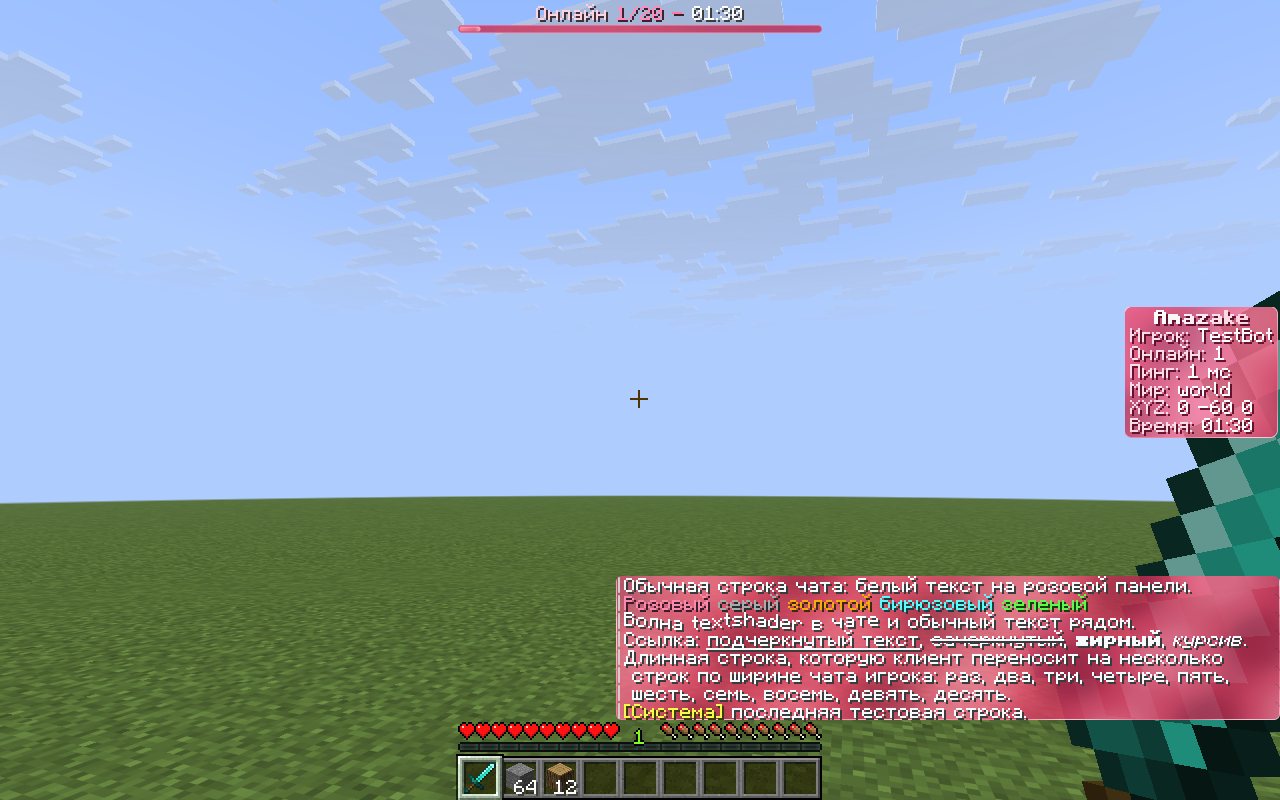 Онлайн 1/20 - 01:30
Amazake
Игрок: TestBot
Онлайн: 1
Пинг: 1 мс
Мир: world
XYZ: 0 -60 0
Время: 01:30
Обычная строка чата: белый текст на розовой панели.
Розовый серый золотой бирюзовый зеленый
Волна textshader в чате и обычный текст рядом.
Ссылка: подчеркнутый текст, зачеркнутый, жирный, курсив.
Длинная строка, которую клиент переносит на несколько
строк по ширине чата игрока: раз, два, три, четыре, пять,
шесть, семь, восемь, девять, десять.
[Система] последняя тестовая строка.
1
64 12